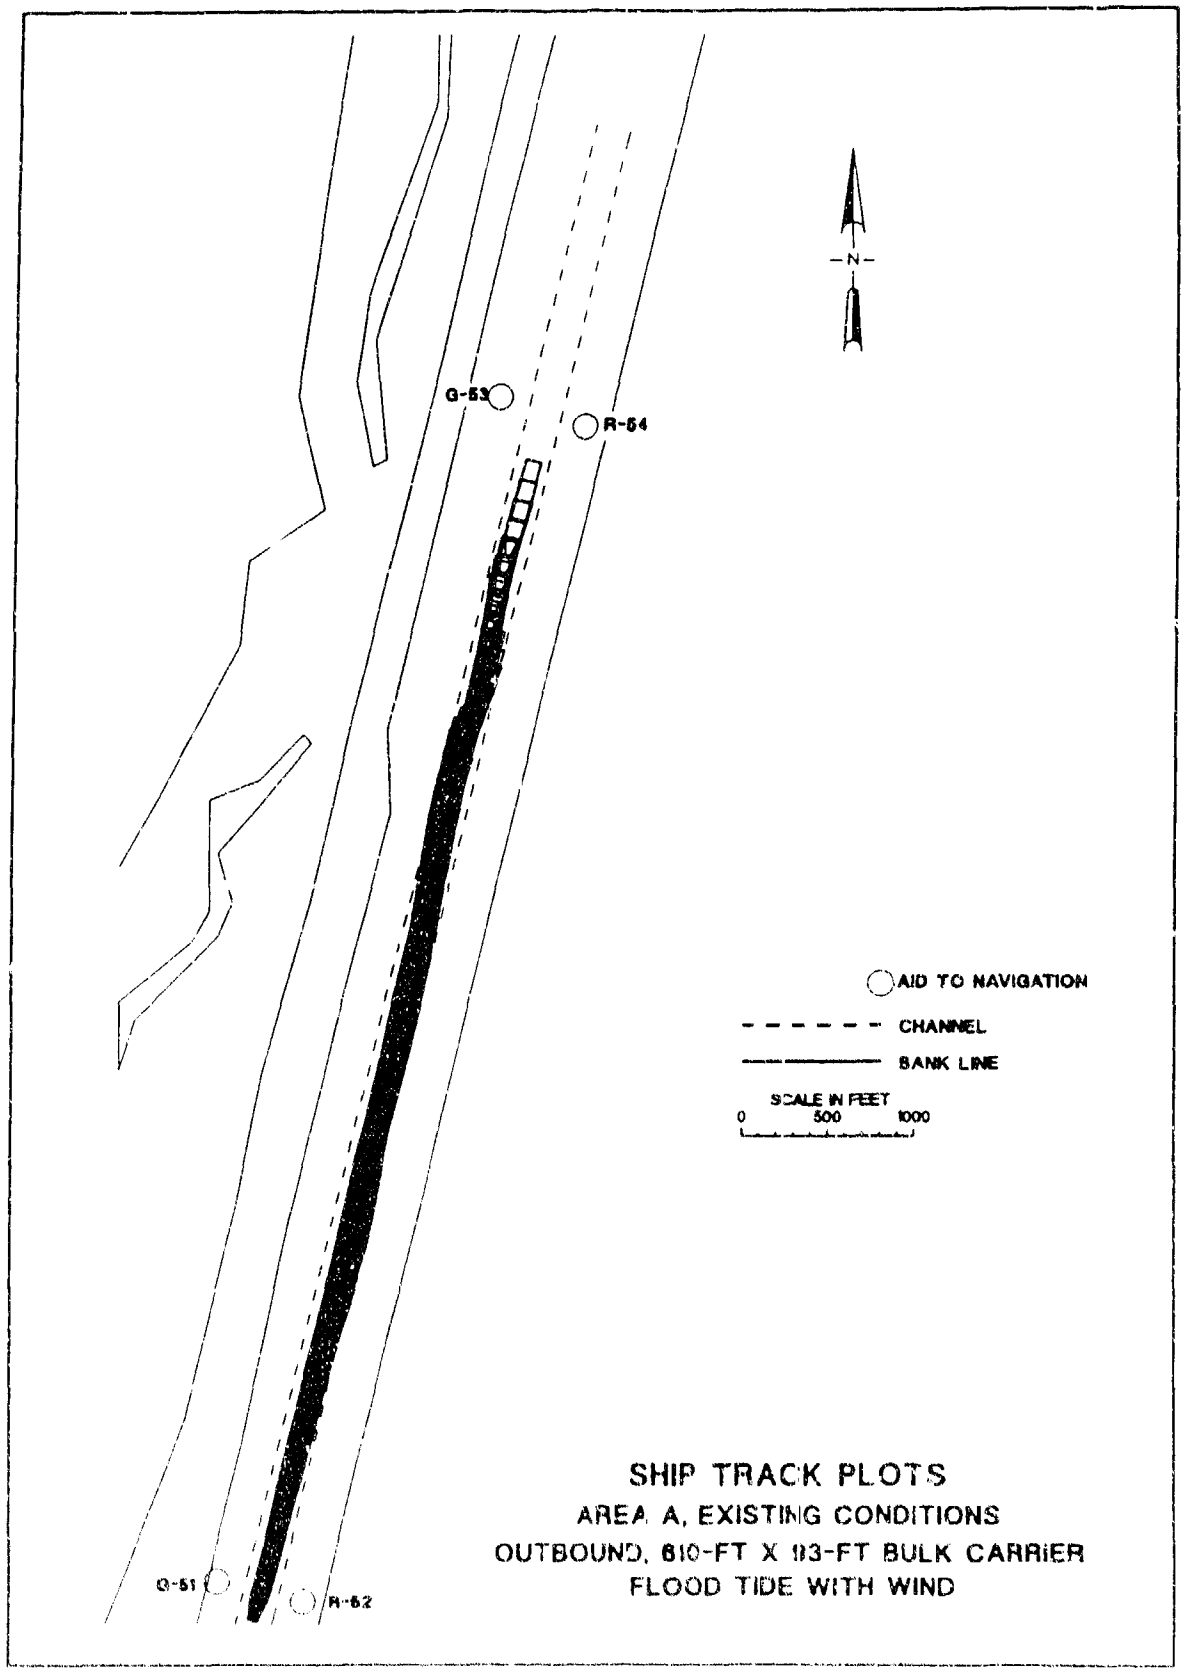 -N-
G-53
R-54
AID TO NAVIGATION
CHANNEL
BANK LINE
SCALE IN FEET
0 500 1000
SHIP TRACK PLOTS
AREA A, EXISTING CONDITIONS
OUTBOUND, 610-FT X 93-FT BULK CARRIER
FLOOD TIDE WITH WIND
G-51
R-52